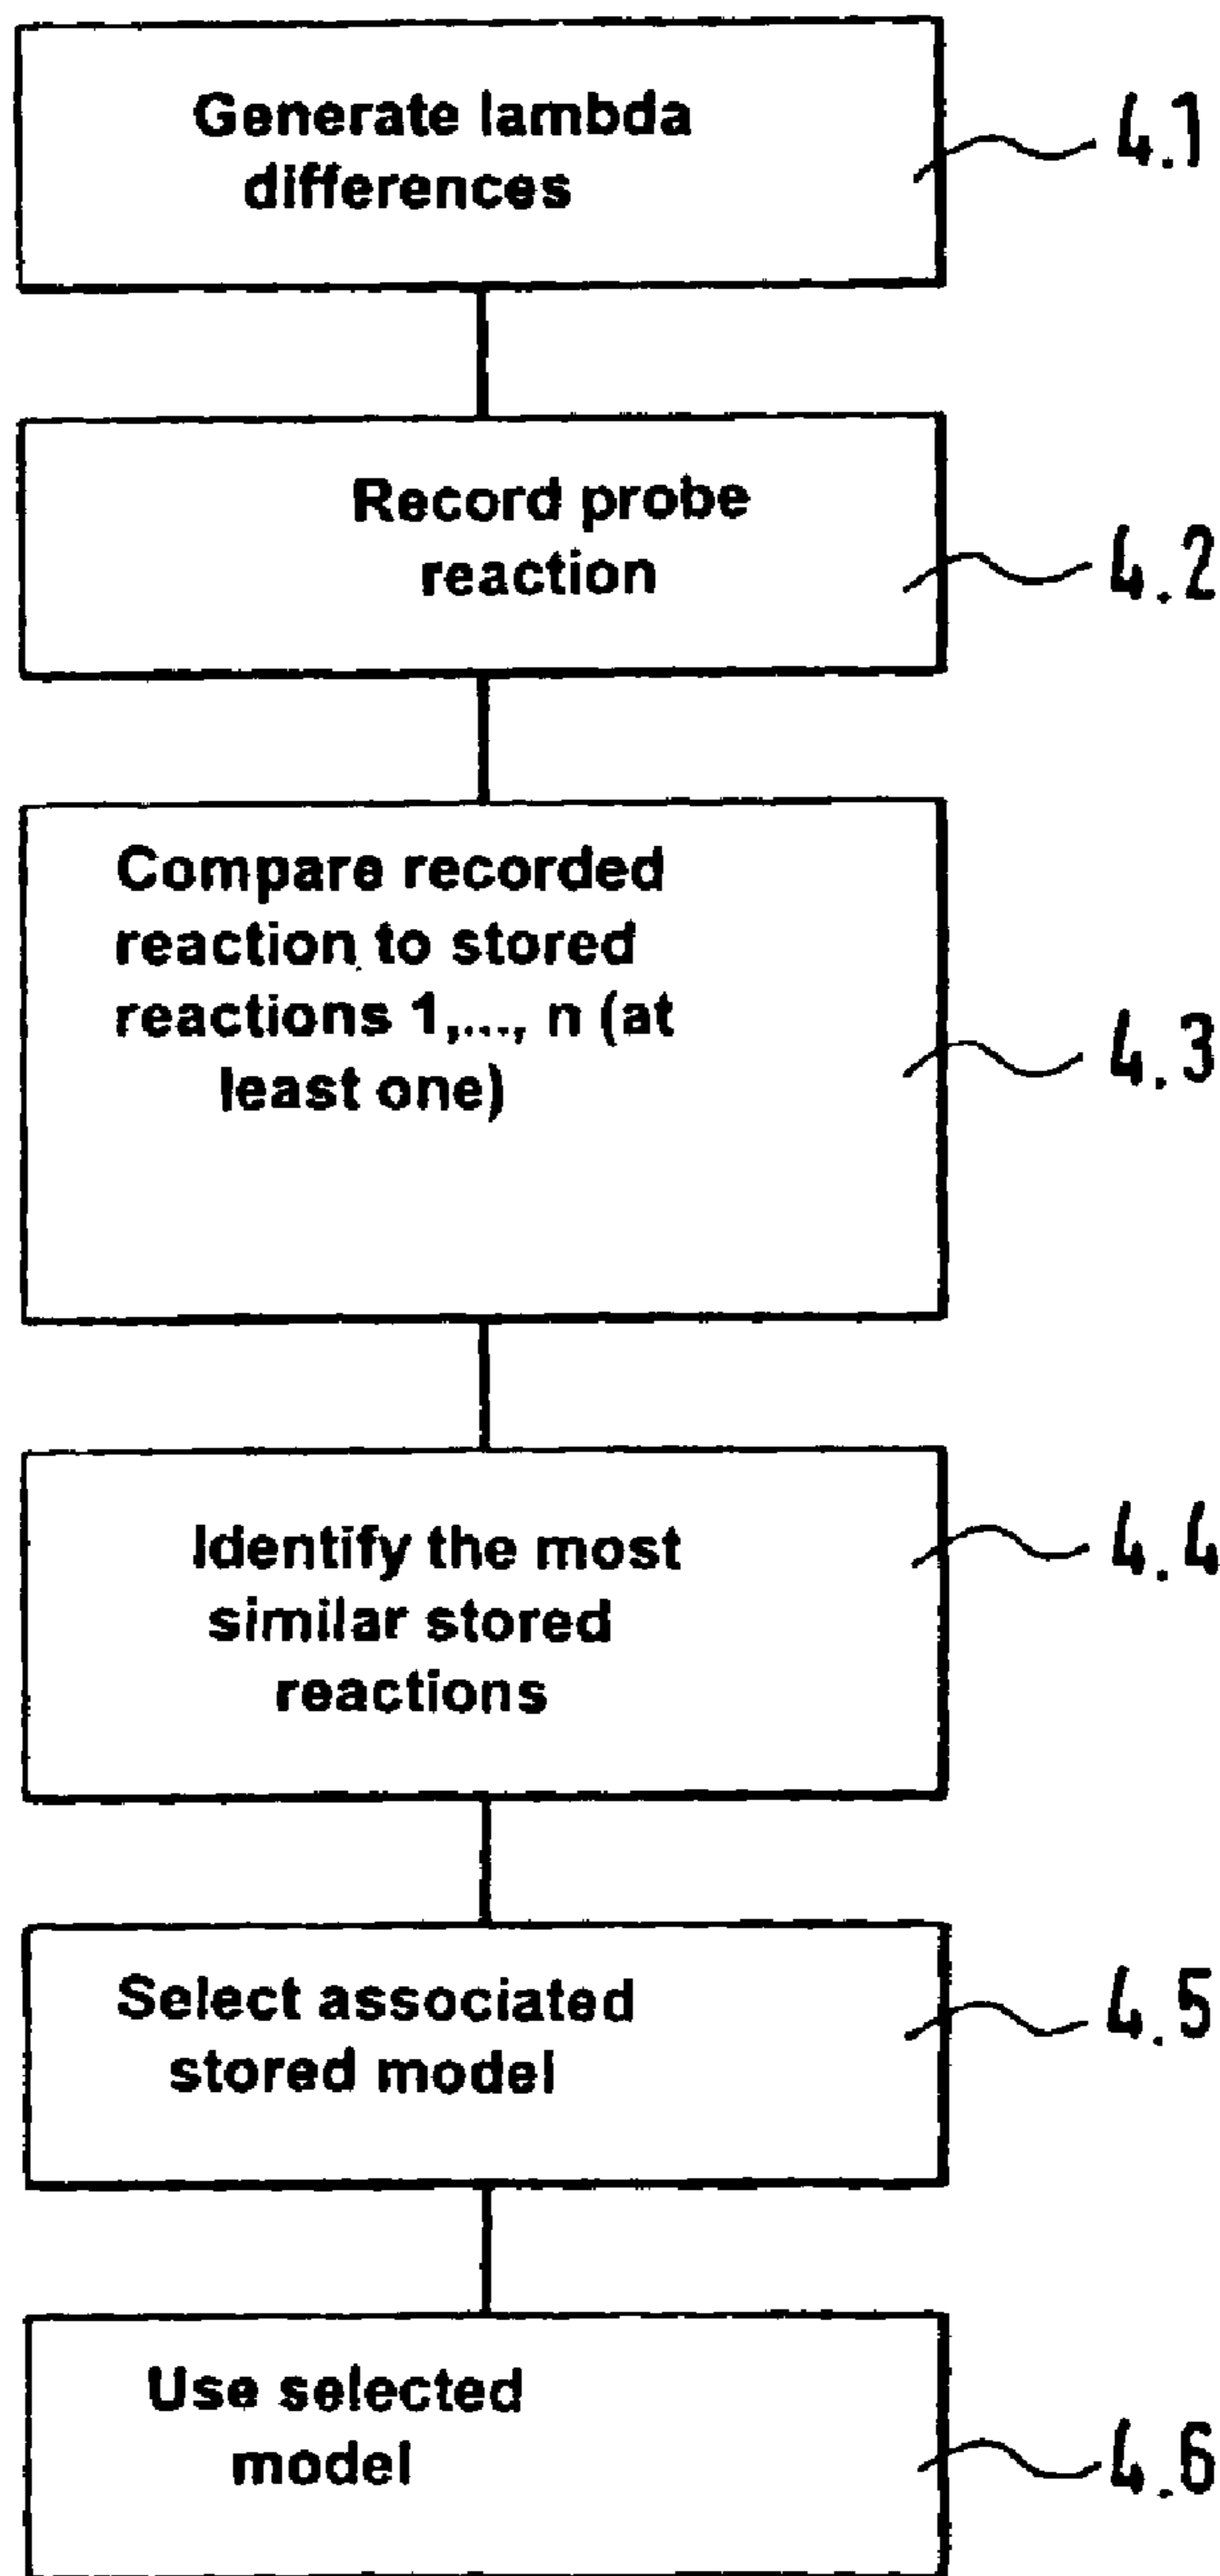 Generate lambda
differences
4.1
Record probe
reaction
4.2
Compare recorded
reaction to stored
reactions 1,..., n (at
least one)
4.3
Identify the most
similar stored
reactions
4.4
Select associated
stored model
4.5
Use selected
model
4.6